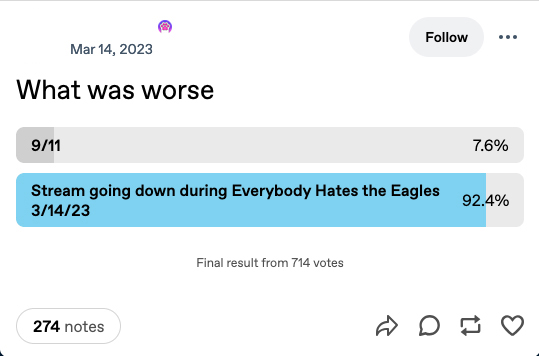 Mar 14, 2023
Follow
What was worse
9/11
7.6%
Stream going down during Everybody Hates the Eagles
3/14/23
92.4%
Final result from 714 votes
274 notes